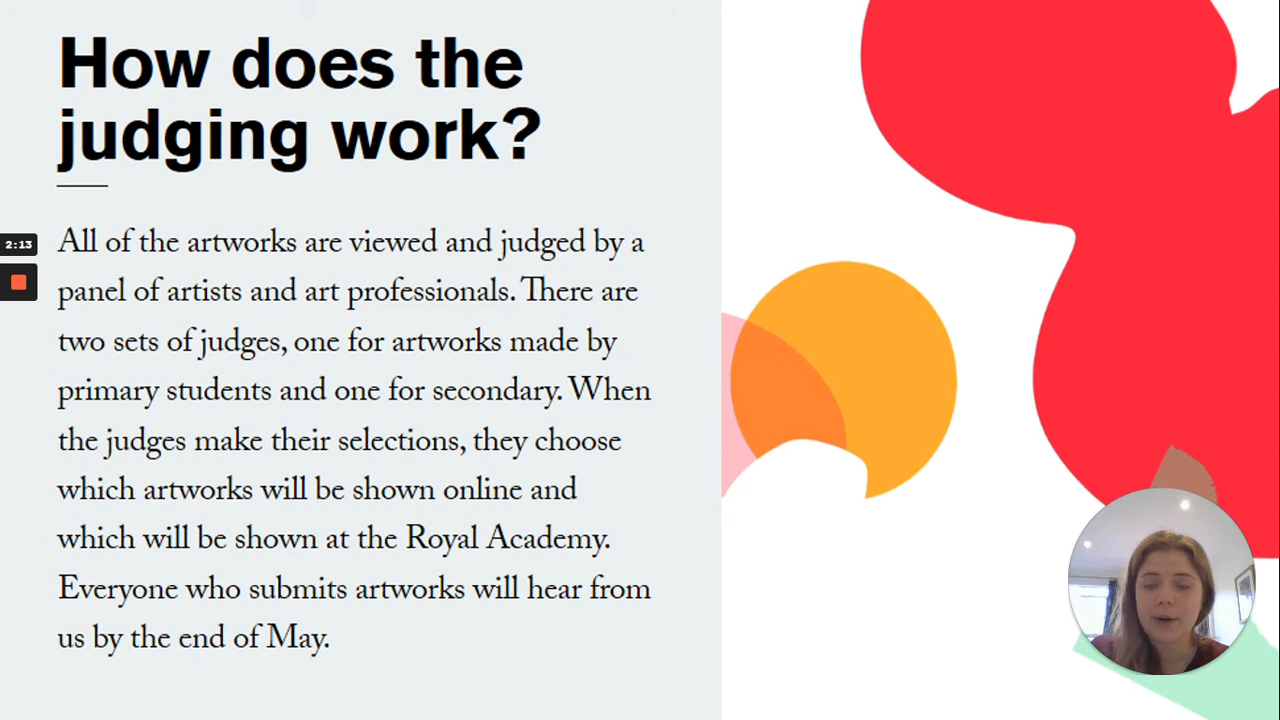 How does the
judging work?
2:13
All of the artworks are viewed and judged by a
panel of artists and art professionals. There are
two sets of judges, one for artworks made by
primary students and one for secondary. When
the judges make their selections, they choose
which artworks will be shown online and
which will be shown at the Royal Academy.
Everyone who submits artworks will hear from
us by the end of May.